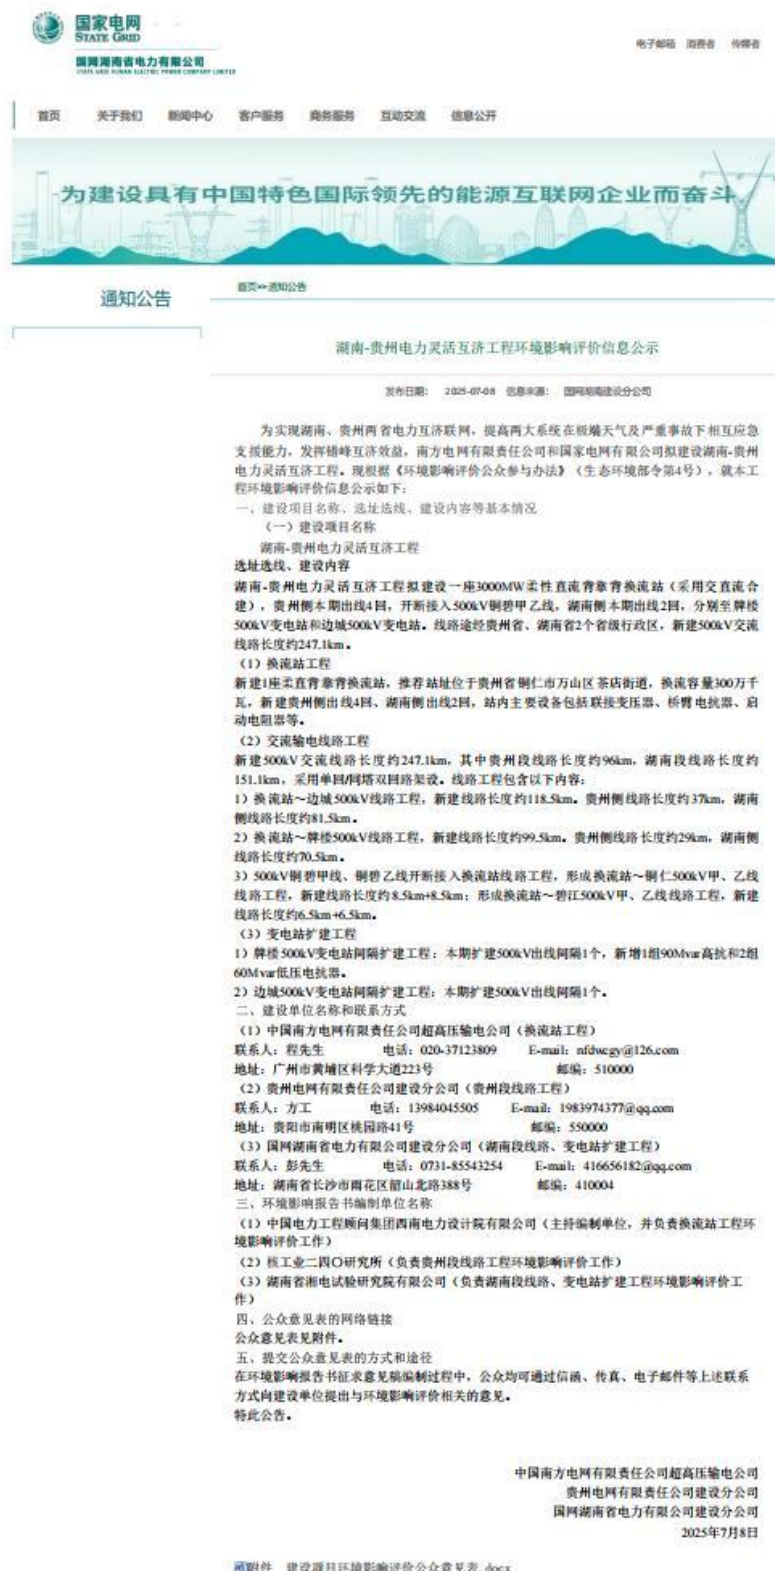 国家电网
STATE GRID
国网湖南省电力有限公司
STATE GRID HUNAN ELECTRIC POWER COMPANY LIMITED
电子邮箱 消费者 传媒者
首页 关于我们 新闻中心 客户服务 商务服务 互动交流 信息公开
为建设具有中国特色国际领先的能源互联网企业而奋斗
通知公告
首页>>通知公告
湖南-贵州电力灵活互济工程环境影响评价信息公示
发布日期: 2025-07-08 信息来源: 国网湖南建设分公司
为实现湖南、贵州两省电力互济联网，提高两大系统在极端天气及严重事故下相互应急
支援能力，发挥错峰互济效益，南方电网有限责任公司和国家电网有限公司拟建设湖南-贵州
电力灵活互济工程。现根据《环境影响评价公众参与办法》（生态环境部令第4号），就本工
程环境影响评价信息公示如下：
一、建设项目名称、选址选线、建设内容等基本情况
（一）建设项目名称
湖南-贵州电力灵活互济工程
选址选线、建设内容
湖南-贵州电力灵活互济工程拟建设一座3000MW柔性直流背靠背换流站（采用交直流合
建），贵州侧本期出线4回，开断接入500kV铜碧甲乙线，湖南侧本期出线2回，分别至牌楼
500kV变电站和边城500kV变电站。线路途经贵州省、湖南省2个省级行政区，新建500kV交流
线路长度约247.1km。
（1）换流站工程
新建1座柔直背靠背换流站，推荐站址位于贵州省铜仁市万山区茶店街道，换流容量300万千
瓦，新建贵州侧出线4回、湖南侧出线2回，站内主要设备包括联接变压器、桥臂电抗器、启
动电阻器等。
（2）交流输电线路工程
新建500kV交流线路长度约247.1km，其中贵州段线路长度约96km，湖南段线路长度约
151.1km，采用单回/同塔双回路架设。线路工程包含以下内容：
1）换流站～边城500kV线路工程，新建线路长度约118.5km。贵州侧线路长度约37km，湖南
侧线路长度约81.5km。
2）换流站～牌楼500kV线路工程，新建线路长度约99.5km。贵州侧线路长度约29km，湖南侧
线路长度约70.5km。
3）500kV铜碧甲线、铜碧乙线开断接入换流站线路工程，形成换流站～铜仁500kV甲、乙线
线路工程，新建线路长度约8.5km+8.5km；形成换流站～碧江500kV甲、乙线线路工程，新建
线路长度约6.5km+6.5km。
（3）变电站扩建工程
1）牌楼500kV变电站间隔扩建工程：本期扩建500kV出线间隔1个，新增1组90Mvar高抗和2组
60Mvar低压电抗器。
2）边城500kV变电站间隔扩建工程：本期扩建500kV出线间隔1个。
二、建设单位名称和联系方式
（1）中国南方电网有限责任公司超高压输电公司（换流站工程）
联系人：程先生 电话：020-37123809 E-mail：nfdwcgy@126.com
地址：广州市黄埔区科学大道223号 邮编：510000
（2）贵州电网有限责任公司建设分公司（贵州段线路工程）
联系人：方工 电话：13984045505 E-mail：1983974377@qq.com
地址：贵阳市南明区桃园路41号 邮编：550000
（3）国网湖南省电力有限公司建设分公司（湖南段线路、变电站扩建工程）
联系人：彭先生 电话：0731-85543254 E-mail：416656182@qq.com
地址：湖南省长沙市雨花区韶山北路388号 邮编：410004
三、环境影响报告书编制单位名称
（1）中国电力工程顾问集团西南电力设计院有限公司（主持编制单位，并负责换流站工程环
境影响评价工作）
（2）核工业二四〇研究所（负责贵州段线路工程环境影响评价工作）
（3）湖南省湘电试验研究院有限公司（负责湖南段线路、变电站扩建工程环境影响评价工
作）
四、公众意见表的网络链接
公众意见表见附件。
五、提交公众意见表的方式和途径
在环境影响报告书征求意见稿编制过程中，公众均可通过信函、传真、电子邮件等上述联系
方式向建设单位提出与环境影响评价相关的意见。
特此公告。
中国南方电网有限责任公司超高压输电公司
贵州电网有限责任公司建设分公司
国网湖南省电力有限公司建设分公司
2025年7月8日
附件 建设项目环境影响评价公众意见表.docx